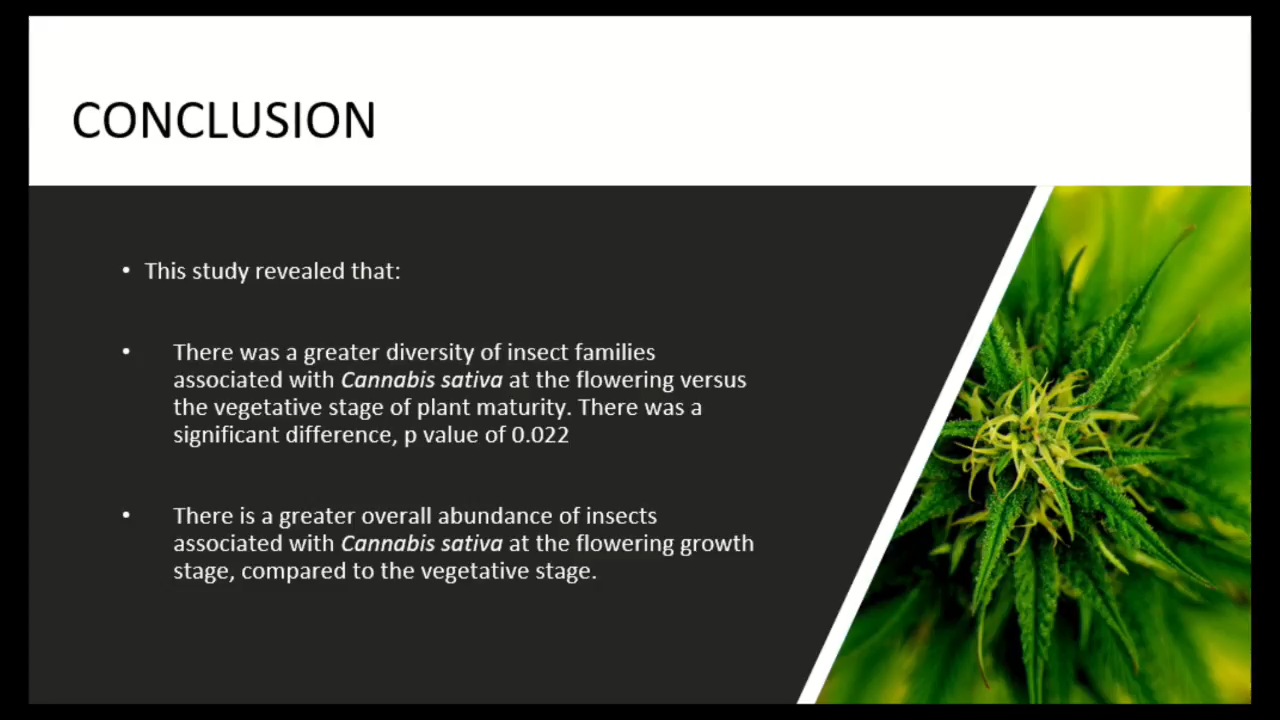 CONCLUSION
• This study revealed that:
• There was a greater diversity of insect families
associated with Cannabis sativa at the flowering versus
the vegetative stage of plant maturity. There was a
significant difference, p value of 0.022
• There is a greater overall abundance of insects
associated with Cannabis sativa at the flowering growth
stage, compared to the vegetative stage.